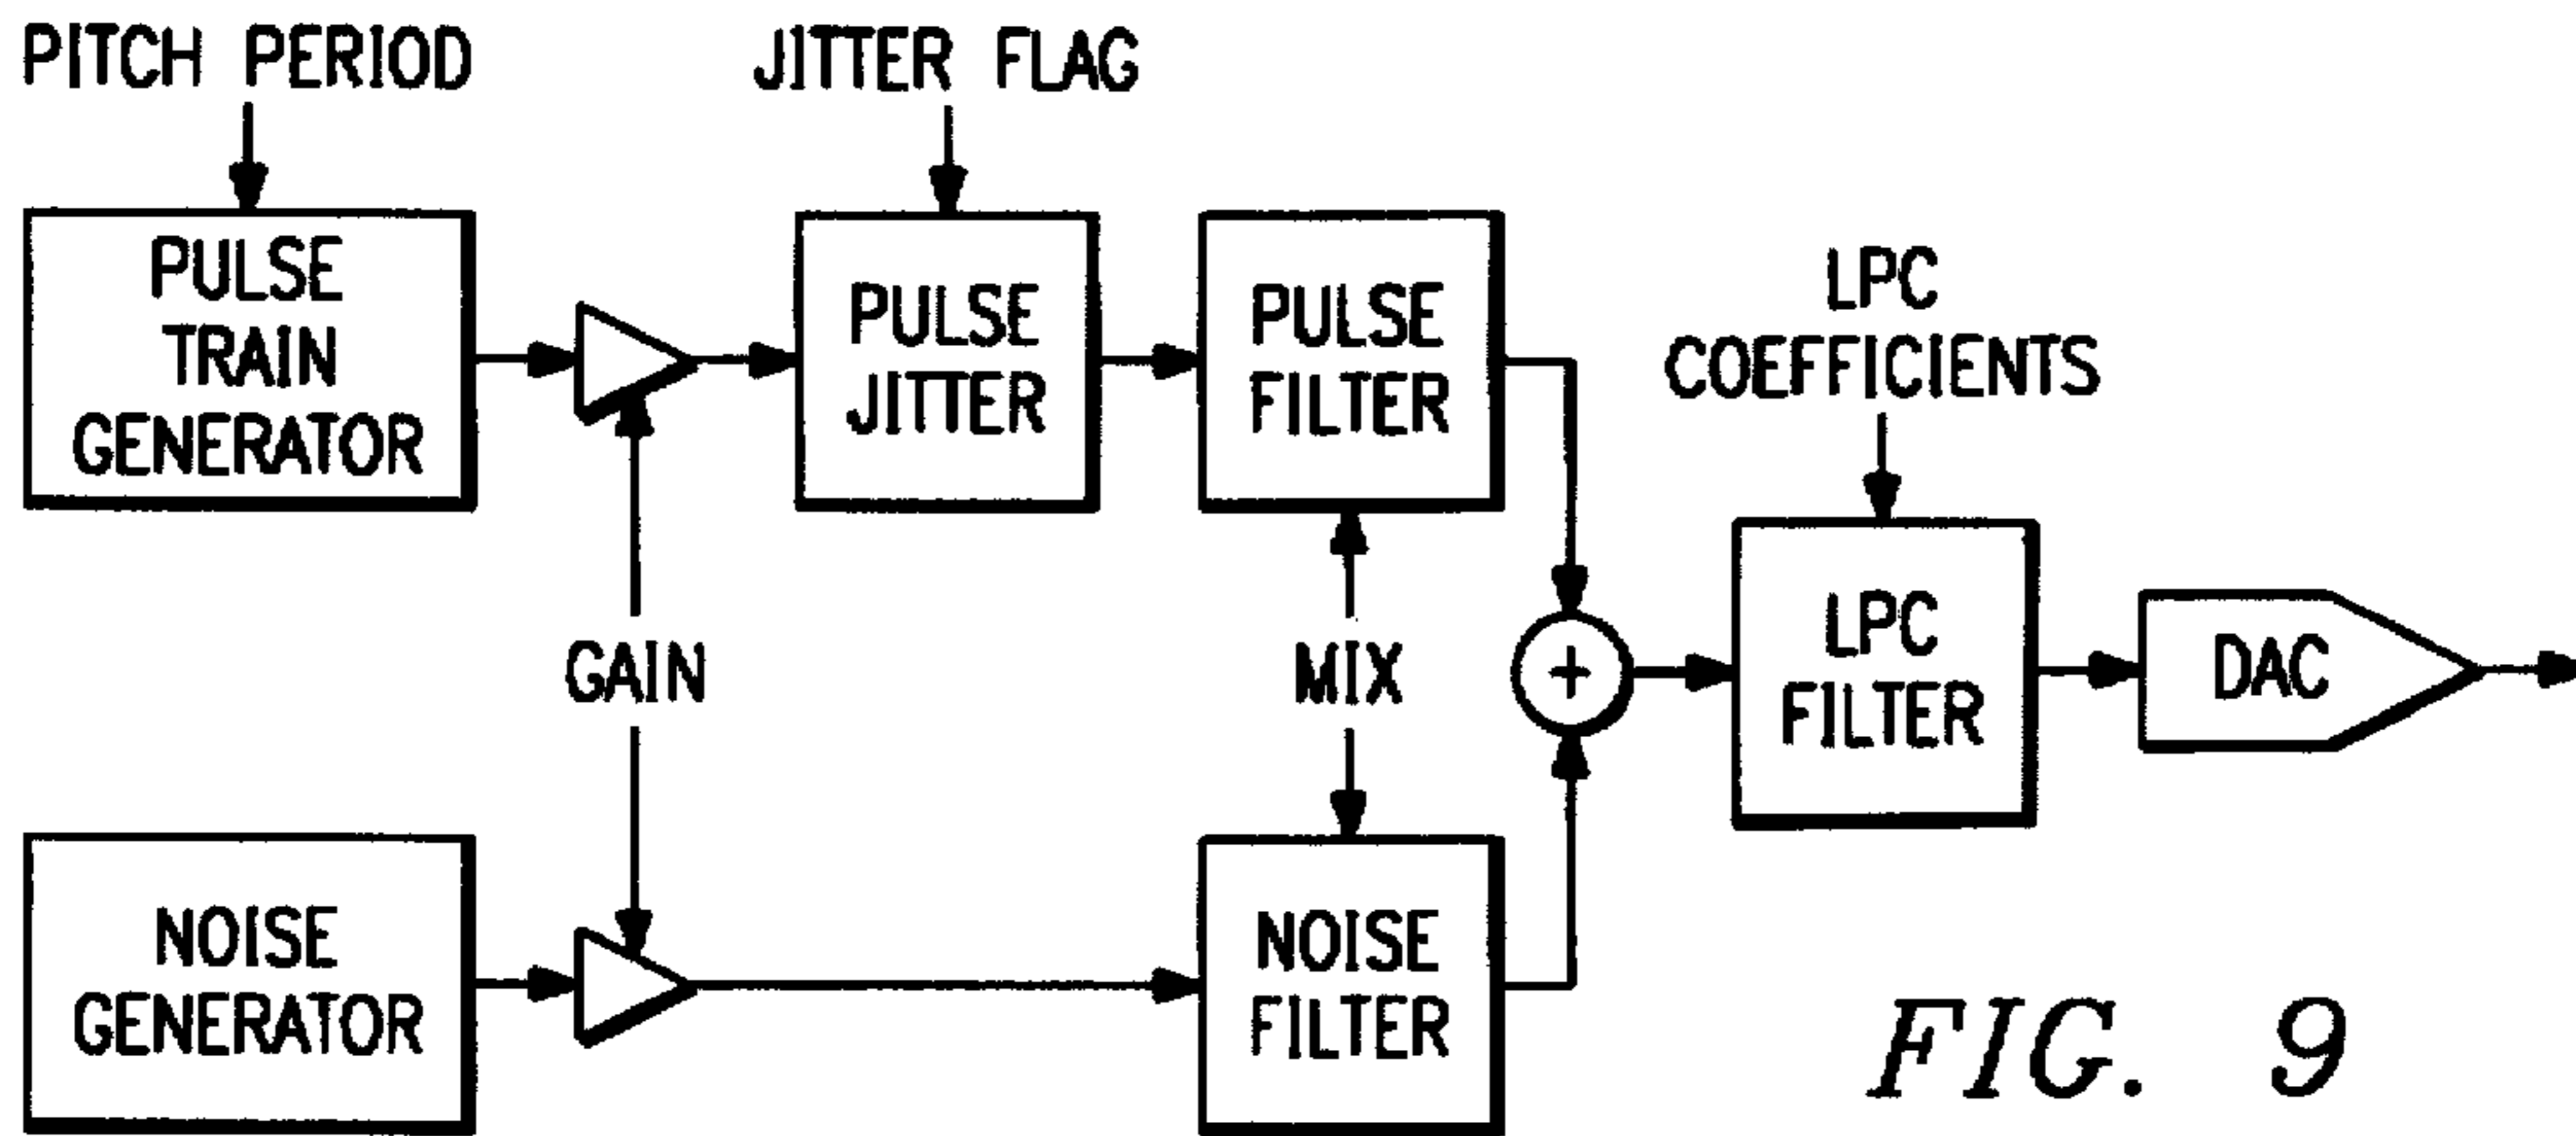 PITCH PERIOD
JITTER FLAG
PULSE
TRAIN
GENERATOR
PULSE
JITTER
PULSE
FILTER
LPC
COEFFICIENTS
GAIN
MIX
+
LPC
FILTER
DAC
NOISE
GENERATOR
NOISE
FILTER
FIG. 9